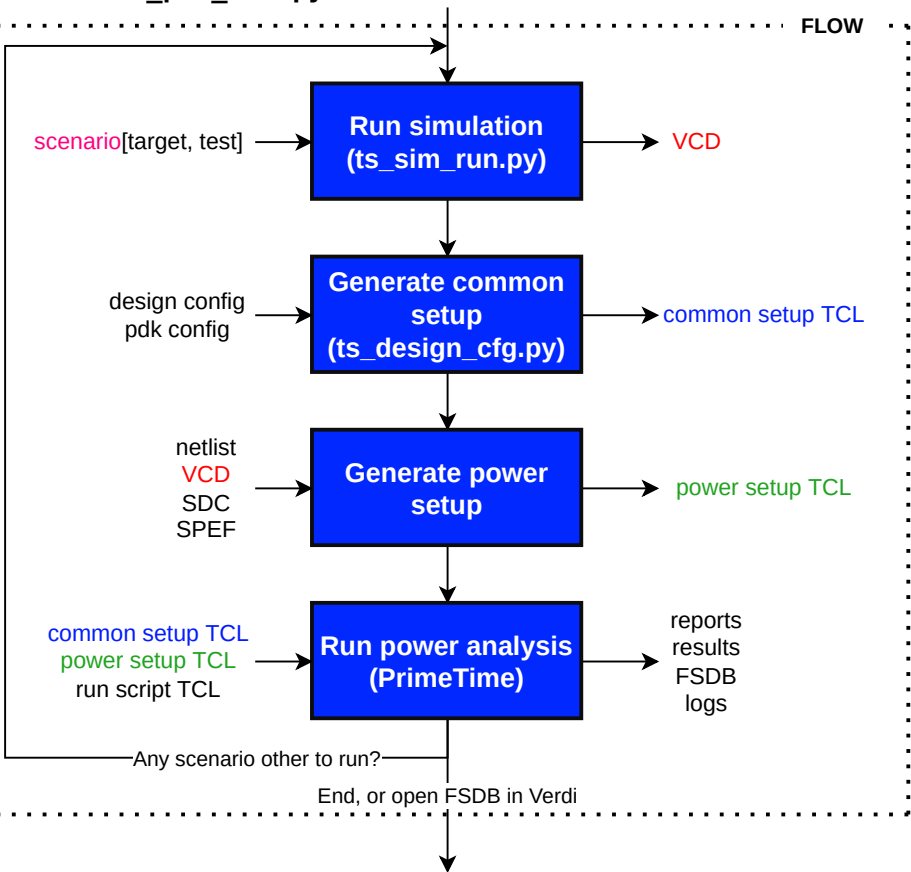 FLOW
scenario[target, test]
Run simulation
(ts_sim_run.py)
VCD
design config
pdk config
Generate common
setup
(ts_design_cfg.py)
common setup TCL
netlist
VCD
SDC
SPEF
Generate power
setup
power setup TCL
common setup TCL
power setup TCL
run script TCL
Run power analysis
(PrimeTime)
reports
results
FSDB
logs
Any scenario other to run?
End, or open FSDB in Verdi